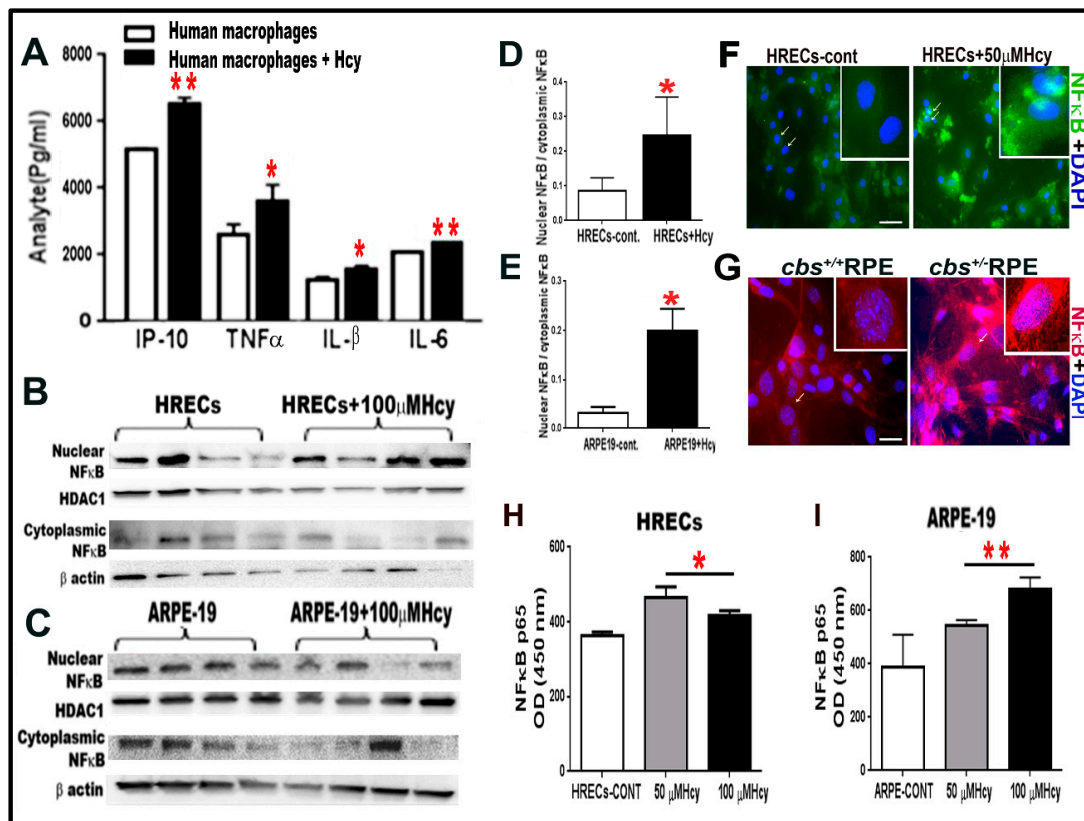 A
Human macrophages
Human macrophages + Hcy
Analyte(Pg/ml)
8000
6000
4000
2000
0
**
*
*
**
IP-10 TNFα IL-β IL-6
B
HRECs HRECs+100μMHcy
Nuclear
NFκB
HDAC1
Cytoplasmic
NFκB
β actin
C
ARPE-19 ARPE-19+100μMHcy
Nuclear
NFκB
HDAC1
Cytoplasmic
NFκB
β actin
D
Nuclear NFκB / cytoplasmic NFκB
0.4
0.3
0.2
0.1
0.0
*
HRECs-cont. HRECs+Hcy
E
Nuclear NFκB / cytoplasmic NFκB
0.3
0.2
0.1
0.0
*
ARPE19-cont. ARPE19+Hcy
F
HRECs-cont HRECs+50μMHcy
NFκB+DAPI
G
cbs+/+RPE cbs+/-RPE
NFκB+DAPI
H
HRECs
NFκB p65
OD (450 nm)
600
400
200
0
*
HRECs-CONT 50 μMHcy 100 μMHcy
I
ARPE-19
NFκB p65
OD (450 nm)
800
600
400
200
0
**
ARPE-CONT 50 μMHcy 100 μMHcy